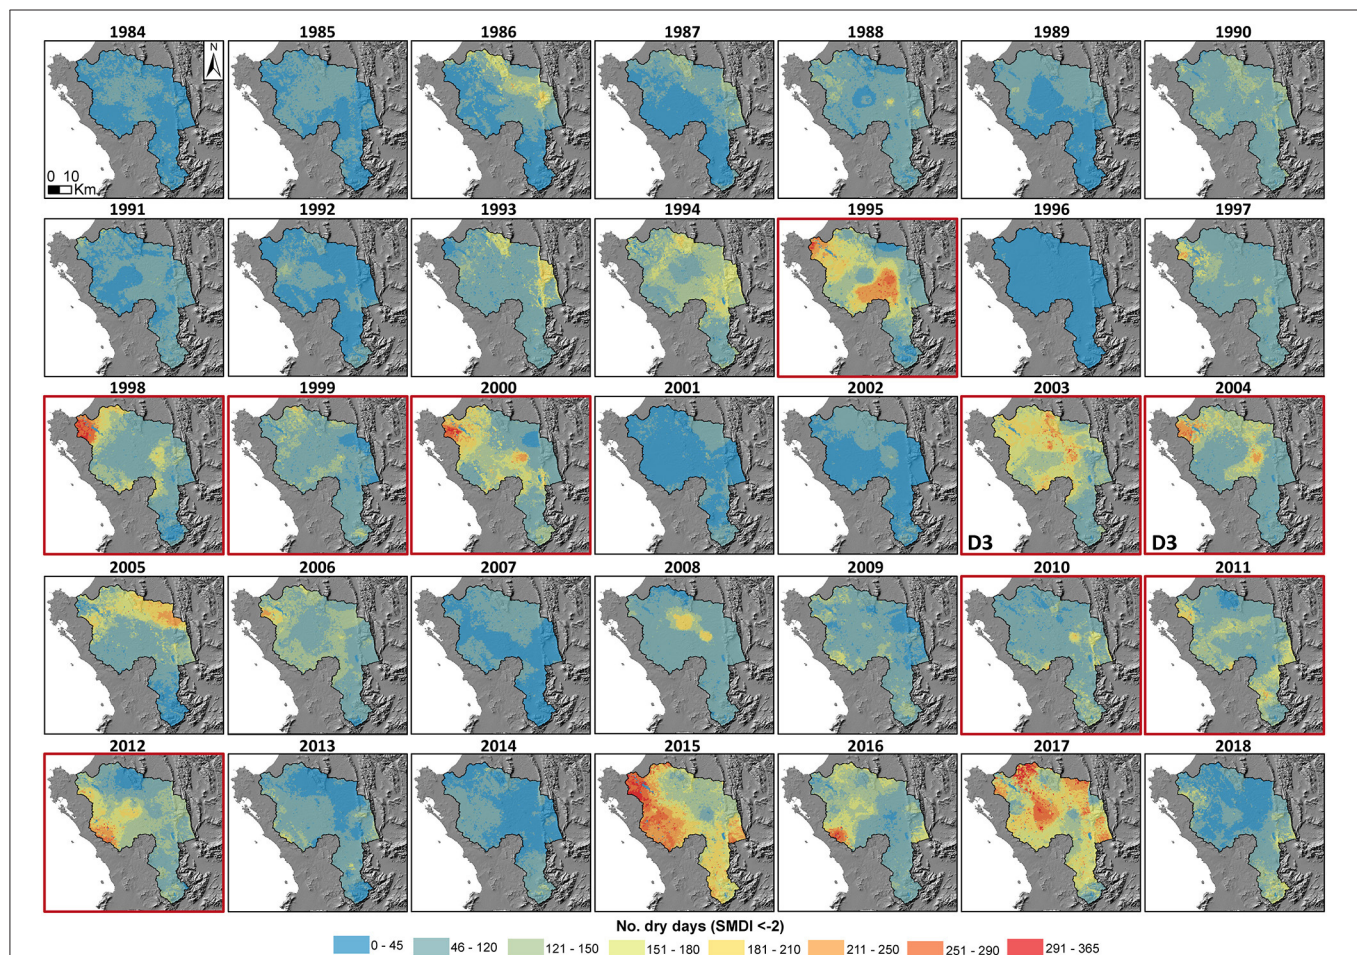 1984 1985 1986 1987 1988 1989 1990
N
0 10
Km
1991 1992 1993 1994 1995 1996 1997
1998 1999 2000 2001 2002 2003 2004
D3 D3
2005 2006 2007 2008 2009 2010 2011
2012 2013 2014 2015 2016 2017 2018
No. dry days (SMDI <-2)
0 - 45 46 - 120 121 - 150 151 - 180 181 - 210 211 - 250 251 - 290 291 - 365